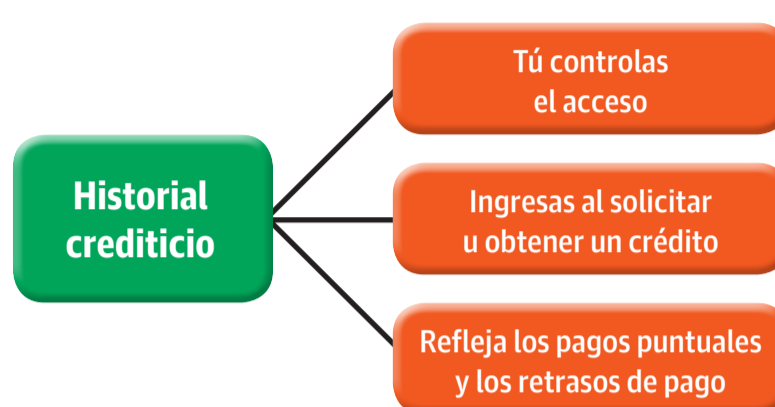 Historial
crediticio
Tú controlas
el acceso
Ingresas al solicitar
u obtener un crédito
Refleja los pagos puntuales
y los retrasos de pago